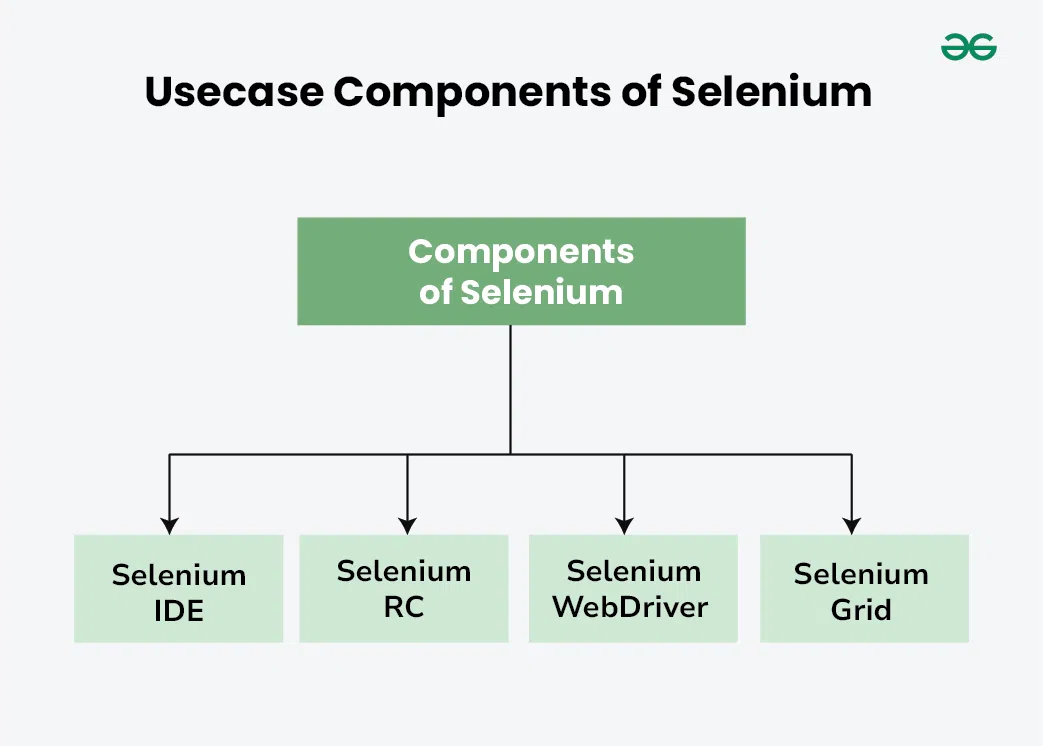 Usecase Components of Selenium
Components
of Selenium
Selenium
IDE
Selenium
RC
Selenium
WebDriver
Selenium
Grid